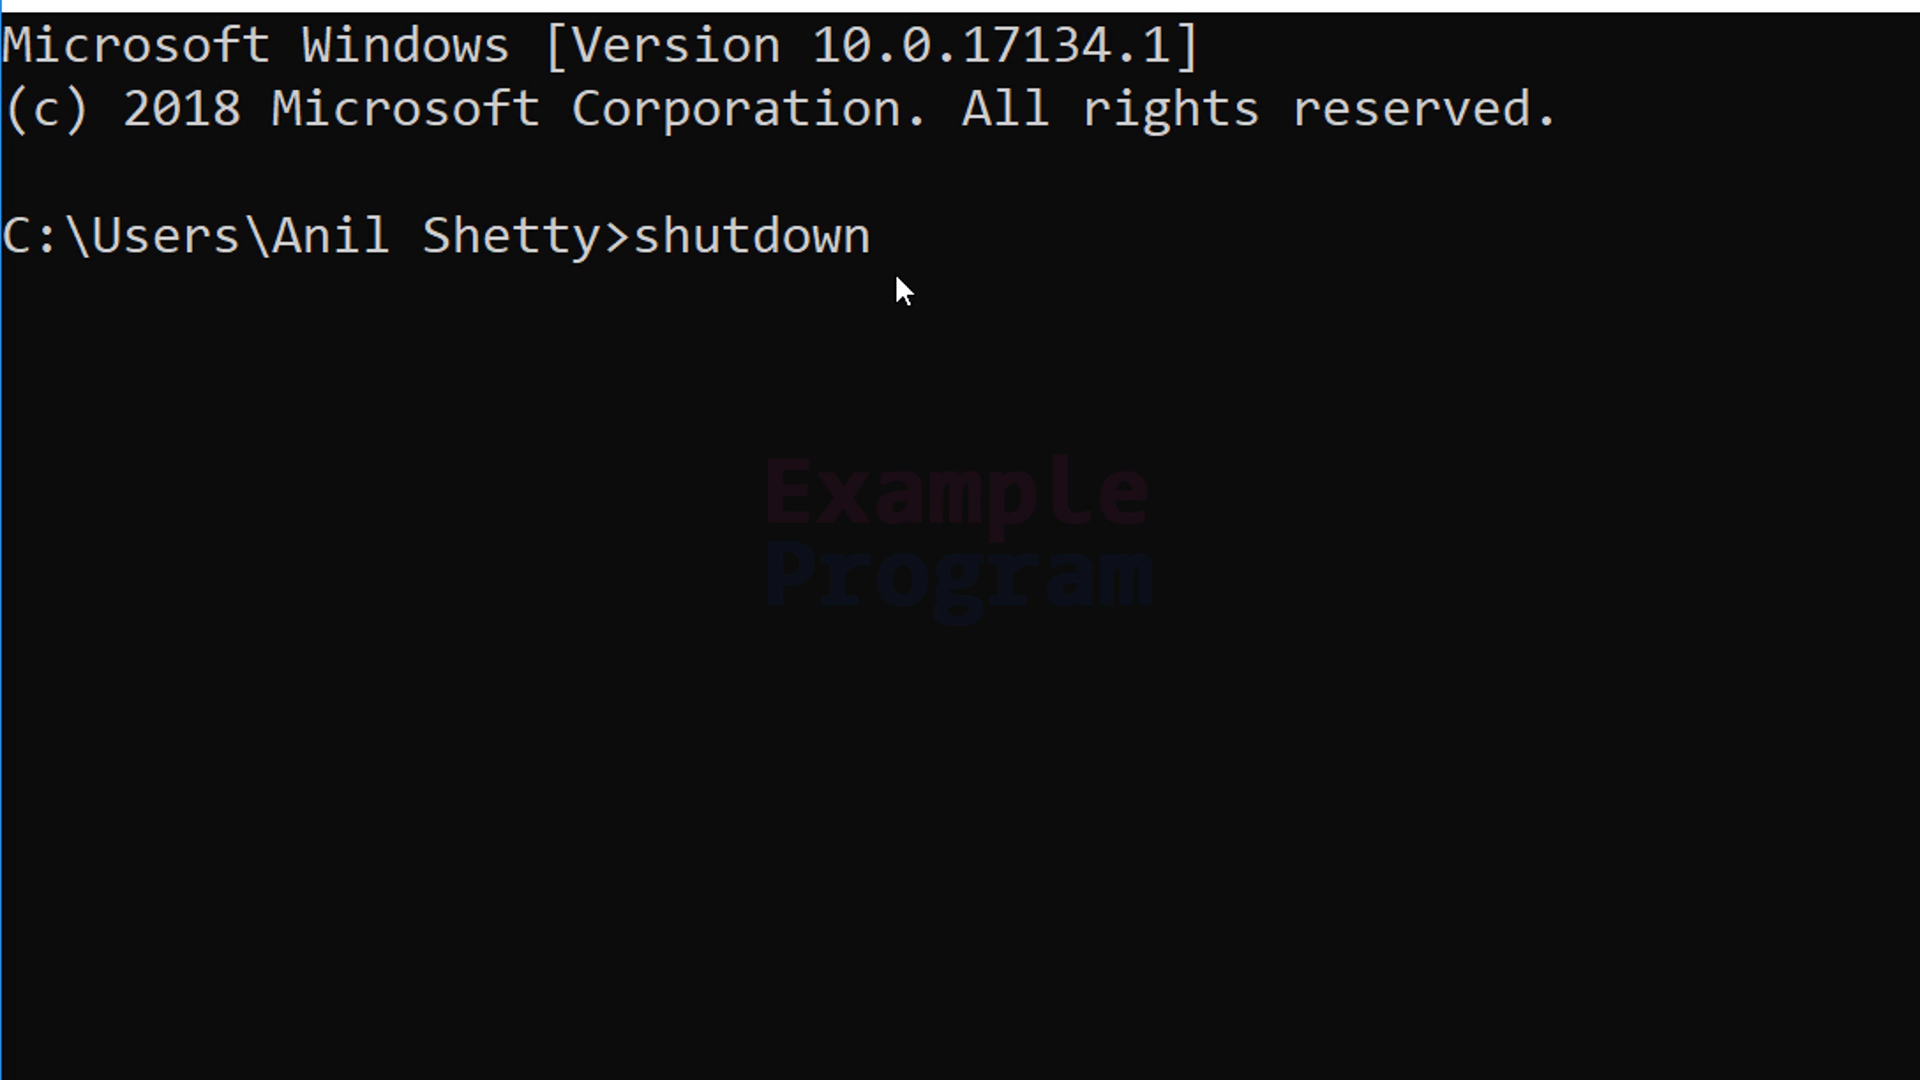 Microsoft Windows [Version 10.0.17134.1]
(c) 2018 Microsoft Corporation. All rights reserved.
C:\Users\Anil Shetty>shutdown
Example
Program